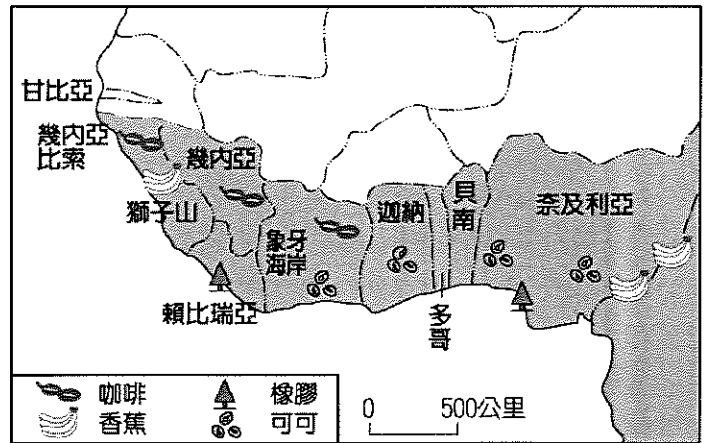 甘比亞
幾內亞
比索
幾內亞
獅子山
象牙
海岸
迦納
貝南
奈及利亞
賴比瑞亞
多哥
咖啡
橡膠
香蕉
可可
0 500公里